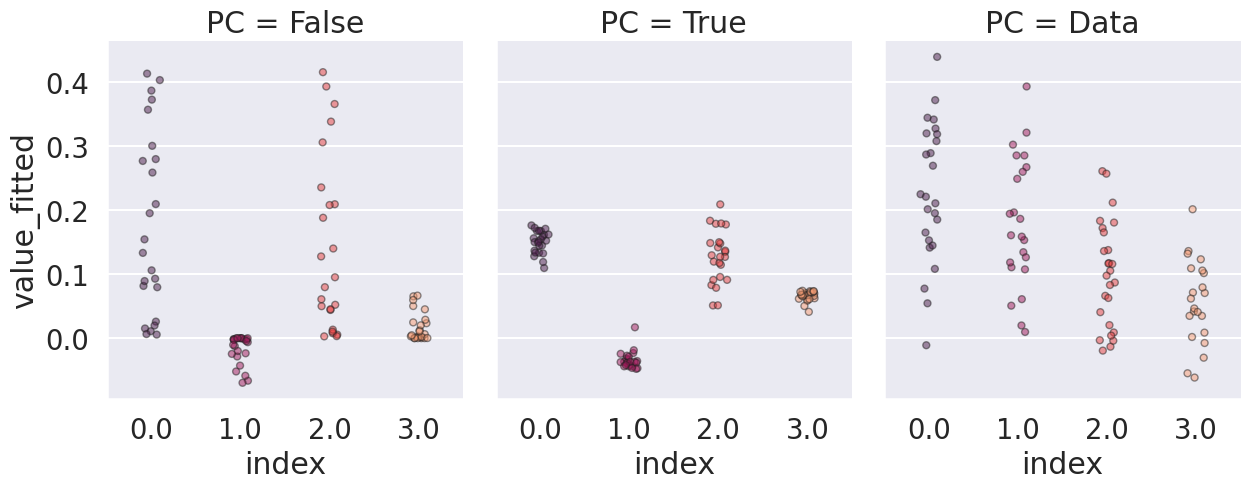 PC = False
PC = True
PC = Data
value_fitted
0.4
0.3
0.2
0.1
0.0
0.0 1.0 2.0 3.0
index
0.0 1.0 2.0 3.0
index
0.0 1.0 2.0 3.0
index